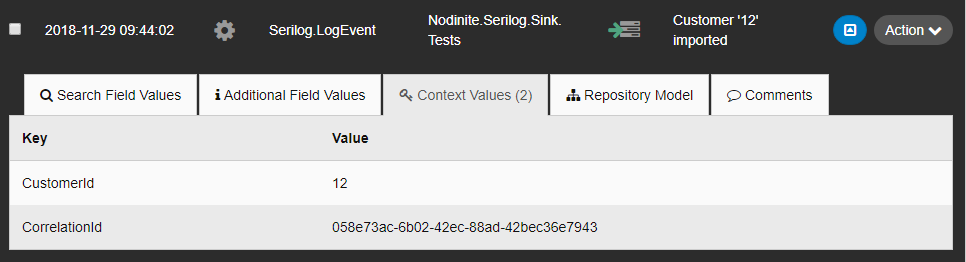 2018-11-29 09:44:02 Serilog.LogEvent Nodinite.Serilog.Sink. Customer '12' Action
Tests imported
Search Field Values Additional Field Values Context Values (2) Repository Model Comments
Key Value
CustomerId 12
CorrelationId 058e73ac-6b02-42ec-88ad-42bec36e7943